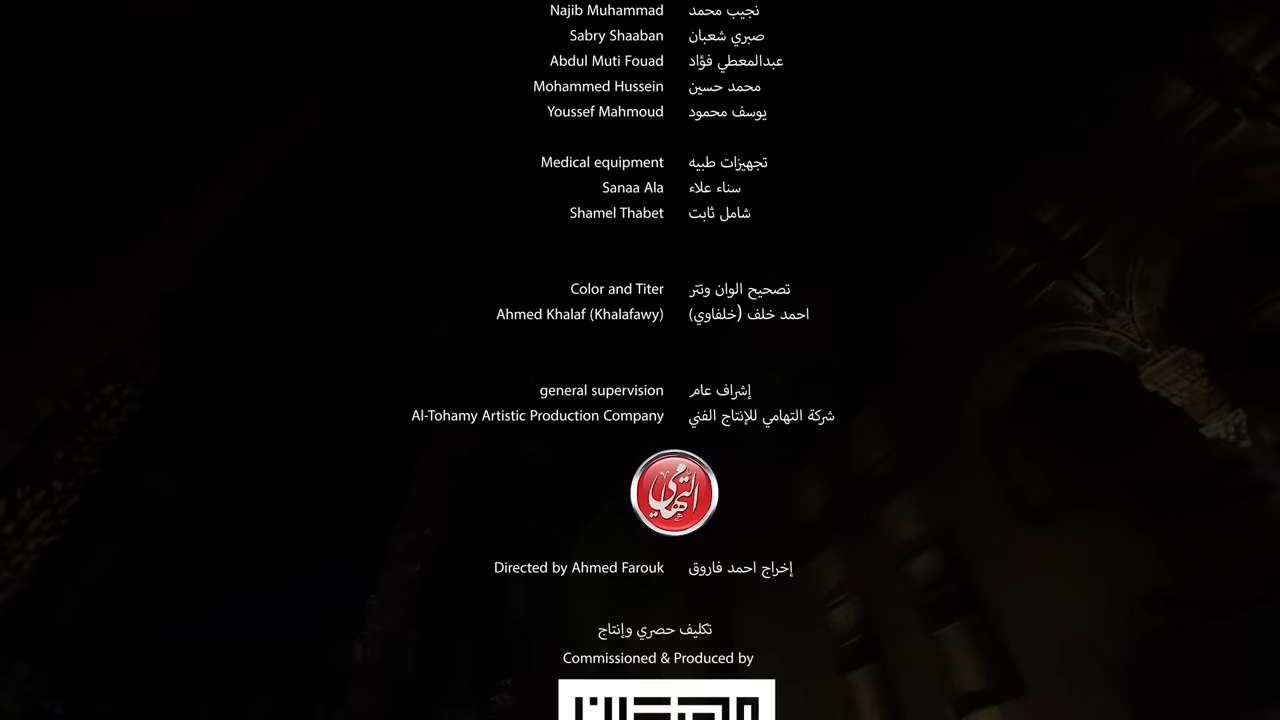 Najib Muhammad نجيب محمد
Sabry Shaaban صبري شعبان
Abdul Muti Fouad عبدالمعطي فؤاد
Mohammed Hussein محمد حسين
Youssef Mahmoud يوسف محمود
Medical equipment تجهيزات طبيه
Sanaa Ala سناء علاء
Shamel Thabet شامل ثابت
Color and Titer تصحيح الوان وتتر
Ahmed Khalaf (Khalafawy) احمد خلف (خلفاوي)
general supervision إشراف عام
Al-Tohamy Artistic Production Company شركة التهامي للإنتاج الفني
التهامي
Directed by Ahmed Farouk إخراج احمد فاروق
تكليف حصري وإنتاج
Commissioned & Produced by